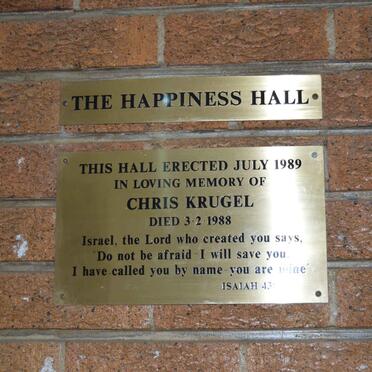 THE HAPPINESS HALL
THIS HALL ERECTED JULY 1989
IN LOVING MEMORY OF
CHRIS KRUGEL
DIED 3·2·1988
Israel, the Lord who created you says,
"Do not be afraid - I will save you.
I have called you by name - you are mine"
ISAIAH 43